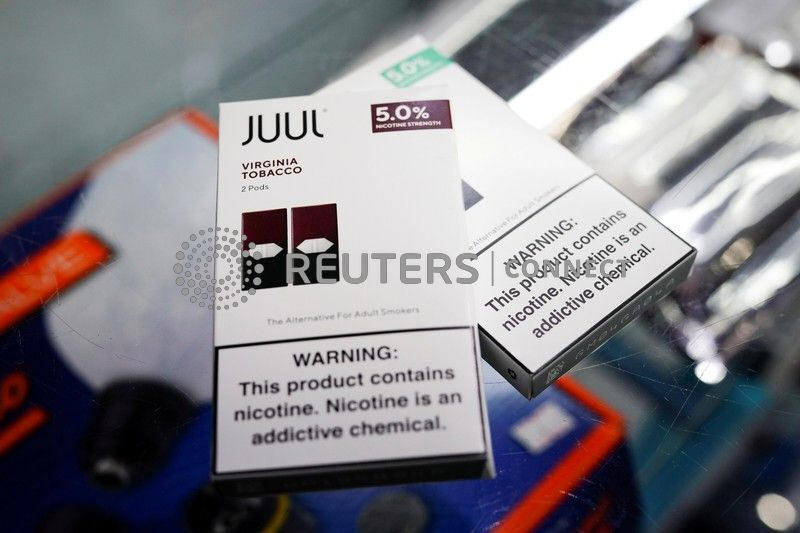 JUUL
5.0%
NICOTINE STRENGTH
VIRGINIA
TOBACCO
2 Pods
The Alternative For Adult Smokers
WARNING:
This product contains
nicotine. Nicotine is an
addictive chemical.
5.0%
Alternative For Adult Smokers
WARNING:
This product contains
nicotine. Nicotine is an
addictive chemical.
REUTERS CONNECT